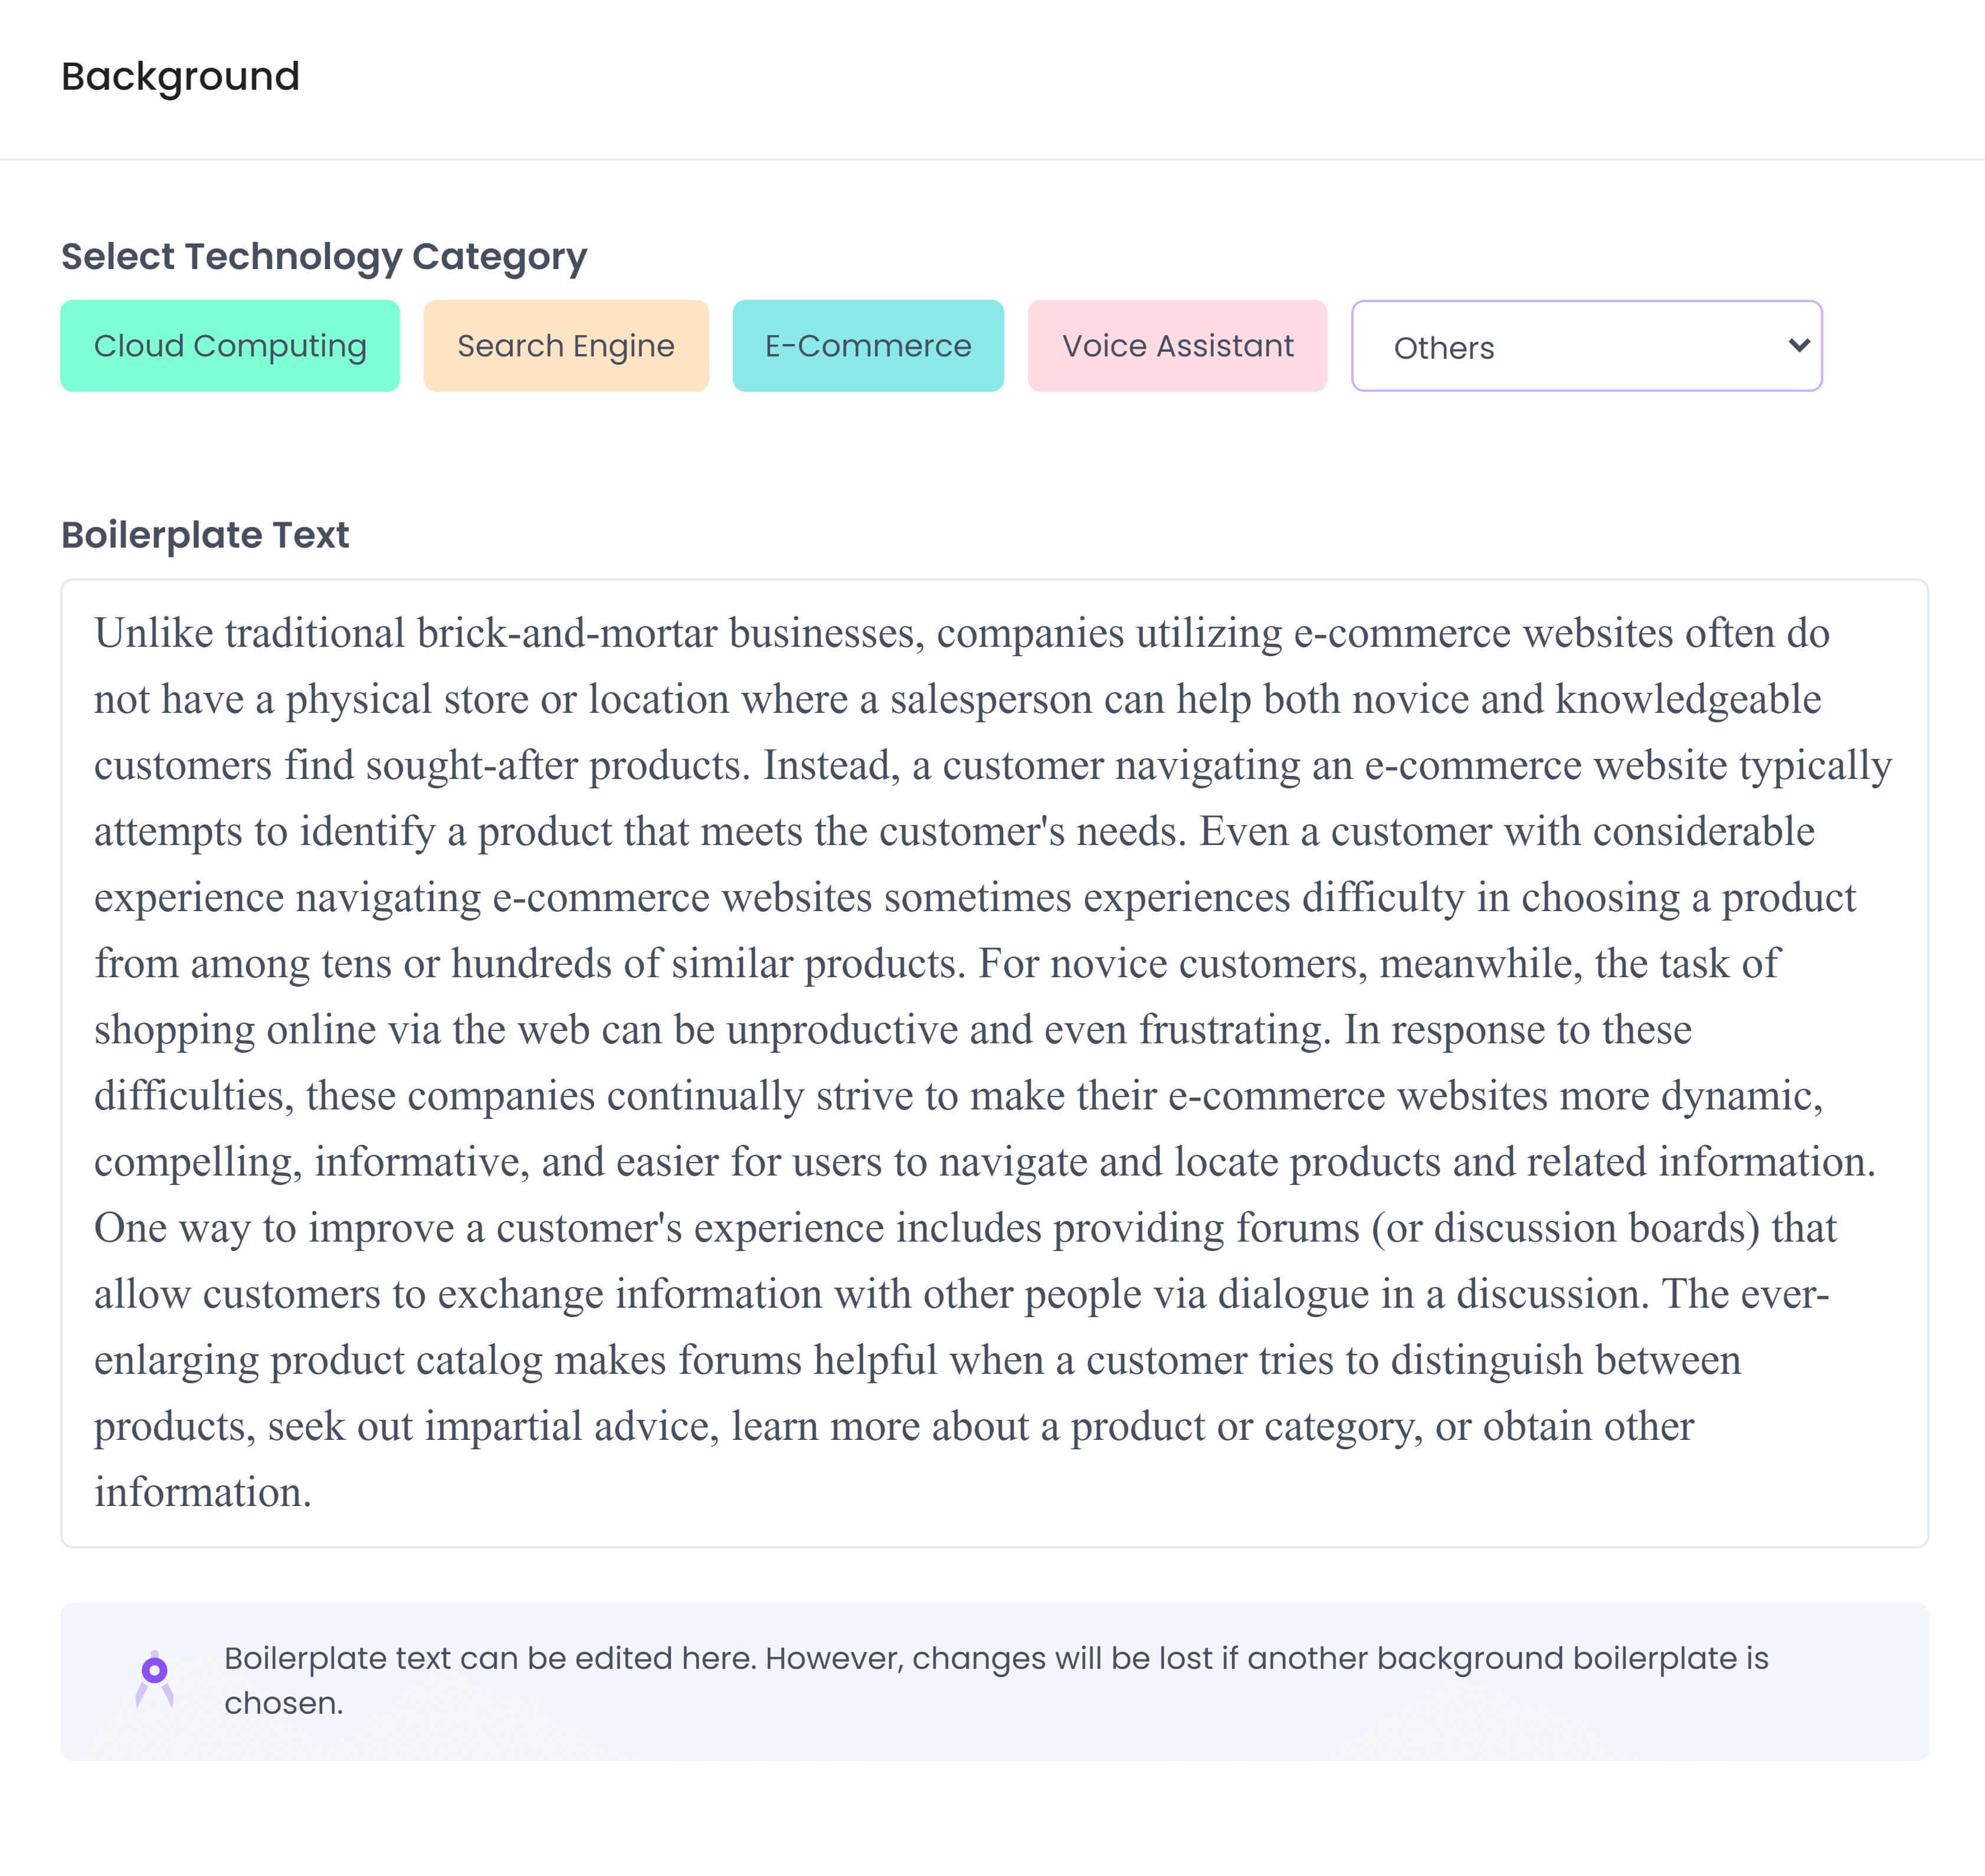 Background
Select Technology Category
Cloud Computing
Search Engine
E-Commerce
Voice Assistant
Others
Boilerplate Text
Unlike traditional brick-and-mortar businesses, companies utilizing e-commerce websites often do
not have a physical store or location where a salesperson can help both novice and knowledgeable
customers find sought-after products. Instead, a customer navigating an e-commerce website typically
attempts to identify a product that meets the customer's needs. Even a customer with considerable
experience navigating e-commerce websites sometimes experiences difficulty in choosing a product
from among tens or hundreds of similar products. For novice customers, meanwhile, the task of
shopping online via the web can be unproductive and even frustrating. In response to these
difficulties, these companies continually strive to make their e-commerce websites more dynamic,
compelling, informative, and easier for users to navigate and locate products and related information.
One way to improve a customer's experience includes providing forums (or discussion boards) that
allow customers to exchange information with other people via dialogue in a discussion. The ever-
enlarging product catalog makes forums helpful when a customer tries to distinguish between
products, seek out impartial advice, learn more about a product or category, or obtain other
information.
Boilerplate text can be edited here. However, changes will be lost if another background boilerplate is
chosen.